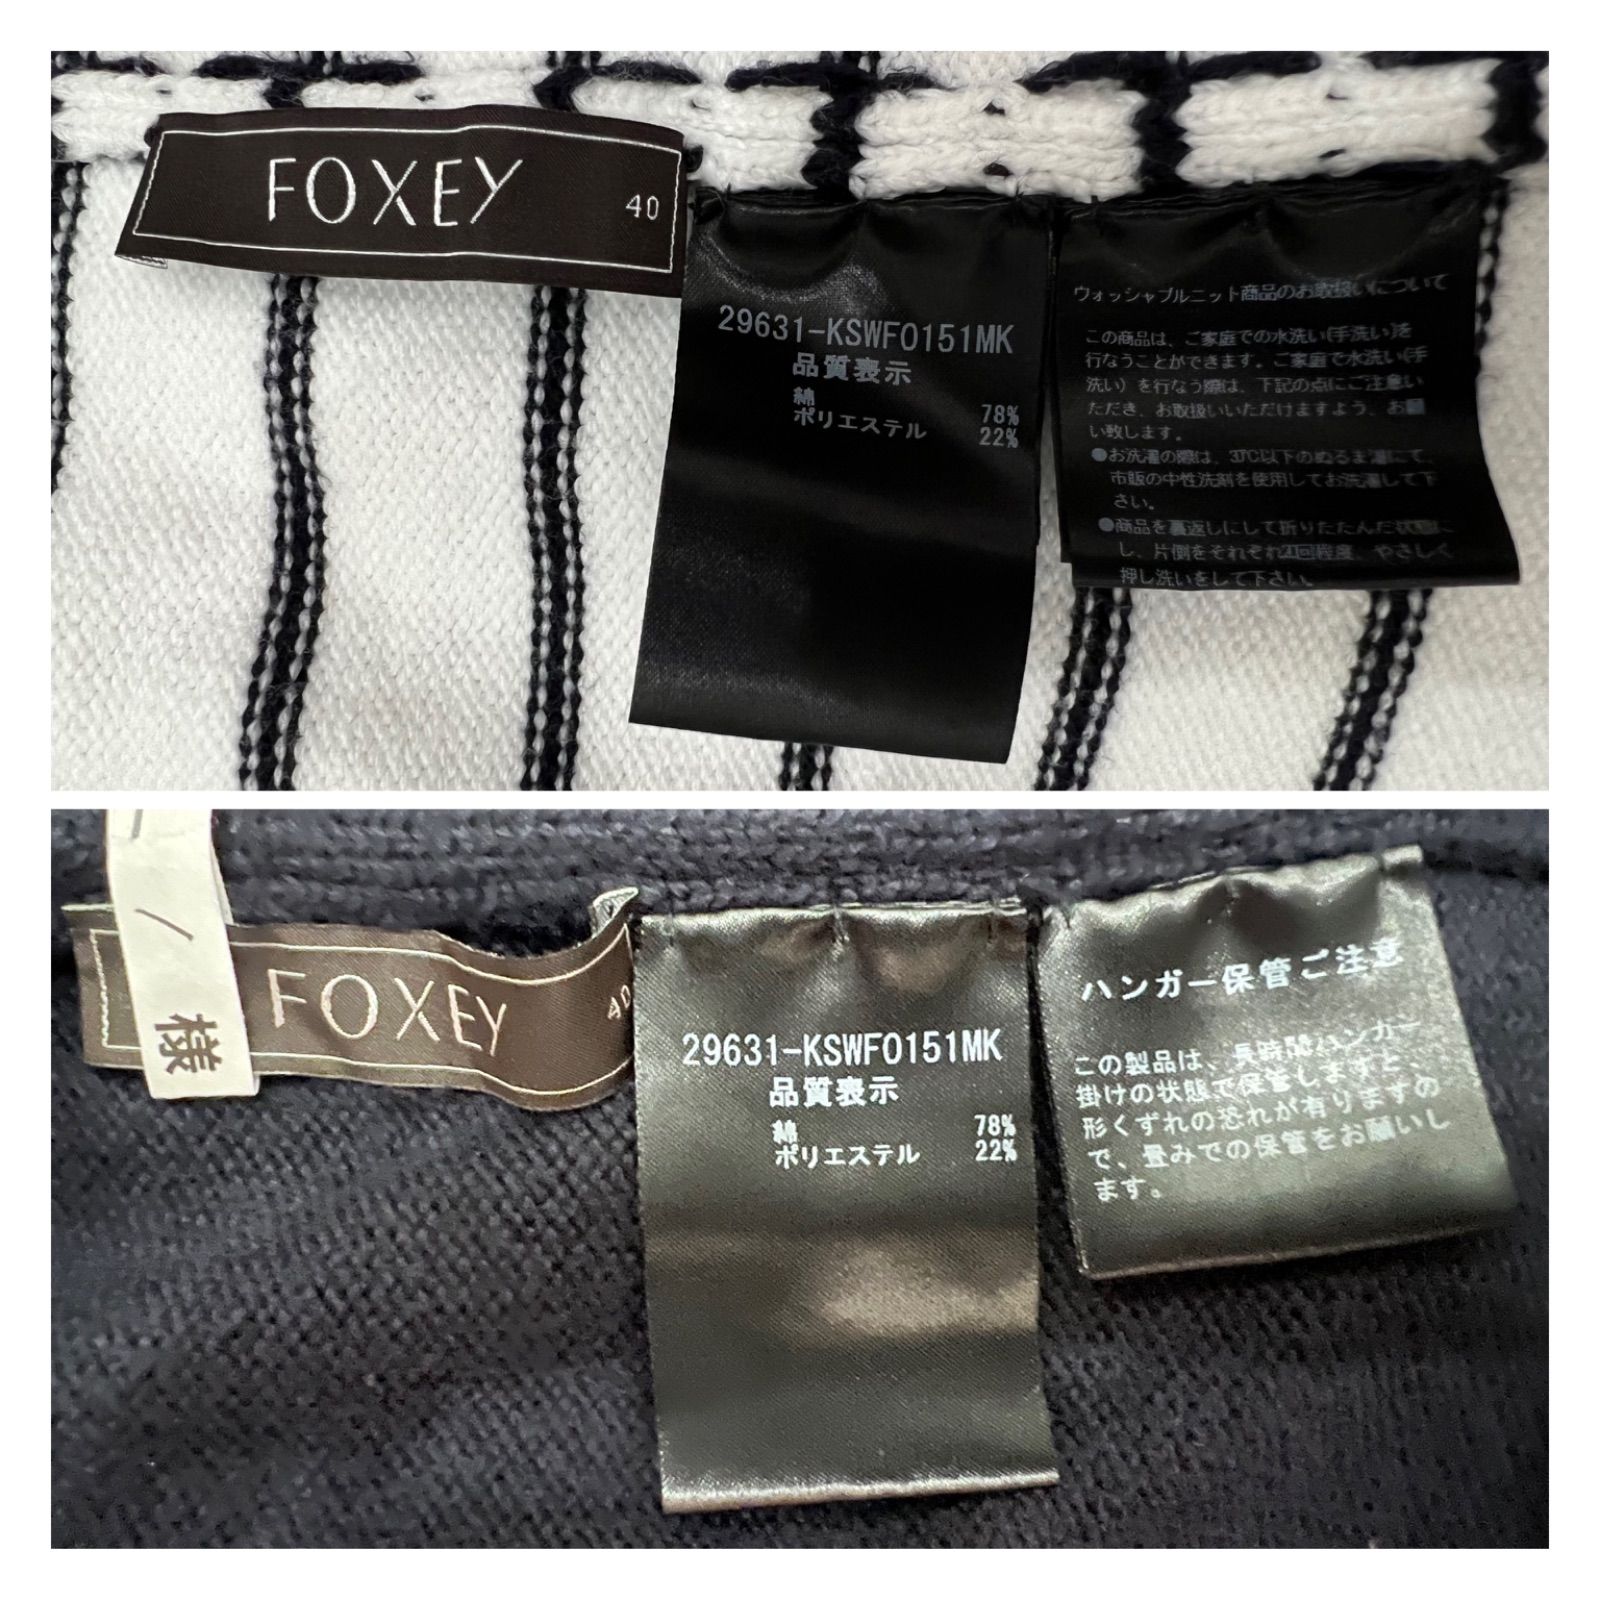 FOXEY
40
29631-KSWF0151MK
品質表示
綿 78%
ポリエステル 22%
ウォッシャブルニット商品のお取扱いについて
この商品は、ご家庭での水洗い(手洗い)を
行なうことができます。ご家庭で水洗い(手
洗い)を行なう際は、下記の点にご注意い
ただき、お取扱いいただけますよう、お願
い致します。
●お洗濯の際は、37℃以下のぬるま湯にて、
市販の中性洗剤を使用してお洗濯して下
さい。
●商品を裏返しにして折りたたんだ状態に
し、片側をそれぞれ4回程度、やさしく
押し洗いをして下さい。
様
FOXEY
40
29631-KSWF0151MK
品質表示
綿 78%
ポリエステル 22%
ハンガー保管ご注意
この製品は、長時間ハンガー
掛けの状態で保管しますと、
形くずれの恐れが有りますの
で、畳みでの保管をお願いし
ます。